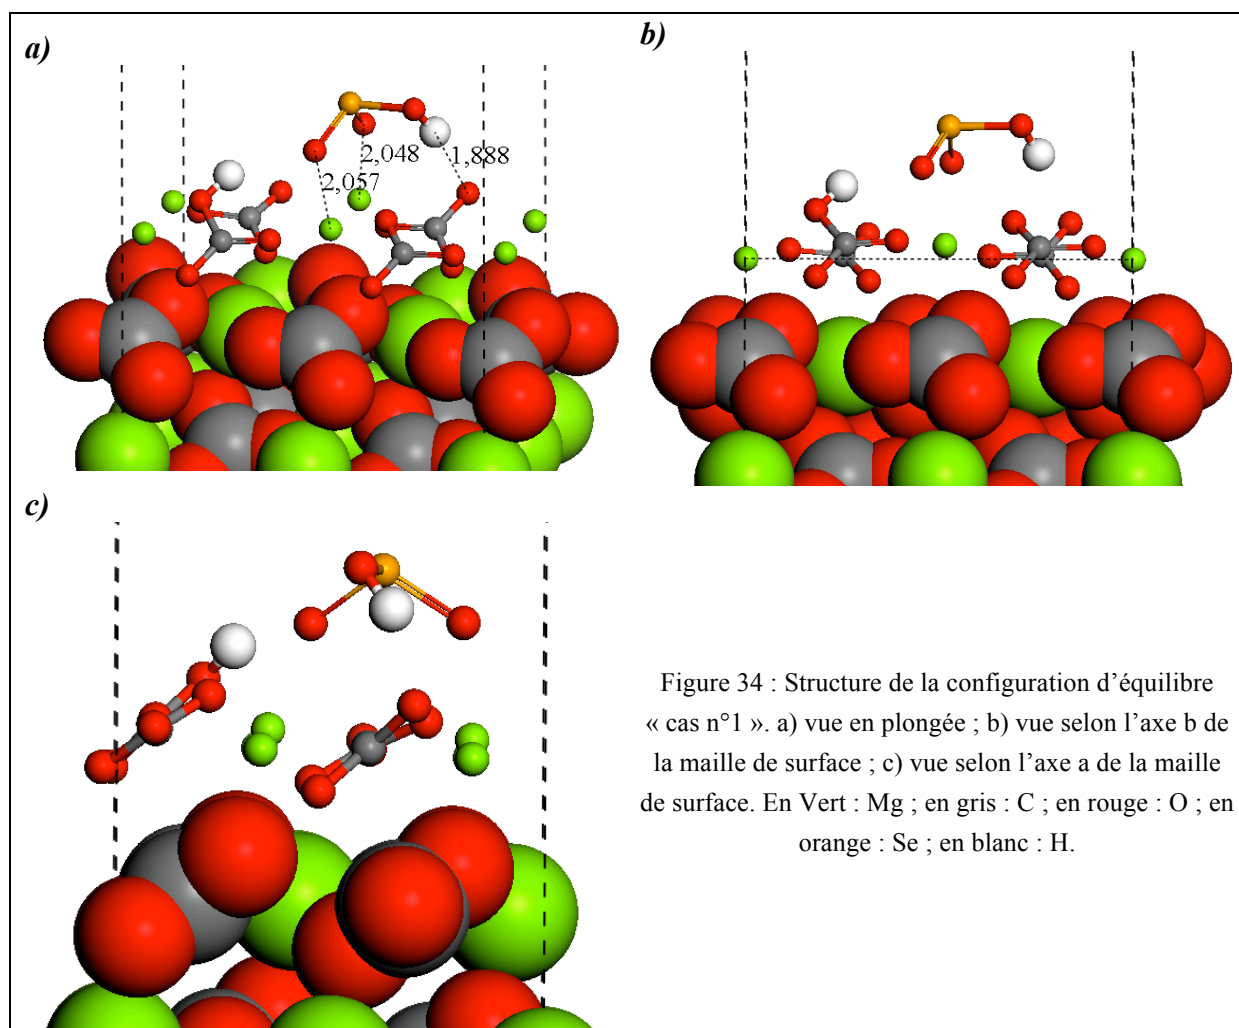 a)
b)
2,048
1,888
2,057
c)
Figure 34 : Structure de la configuration d’équilibre
« cas n°1 ». a) vue en plongée ; b) vue selon l’axe b de
la maille de surface ; c) vue selon l’axe a de la maille
de surface. En Vert : Mg ; en gris : C ; en rouge : O ; en
orange : Se ; en blanc : H.